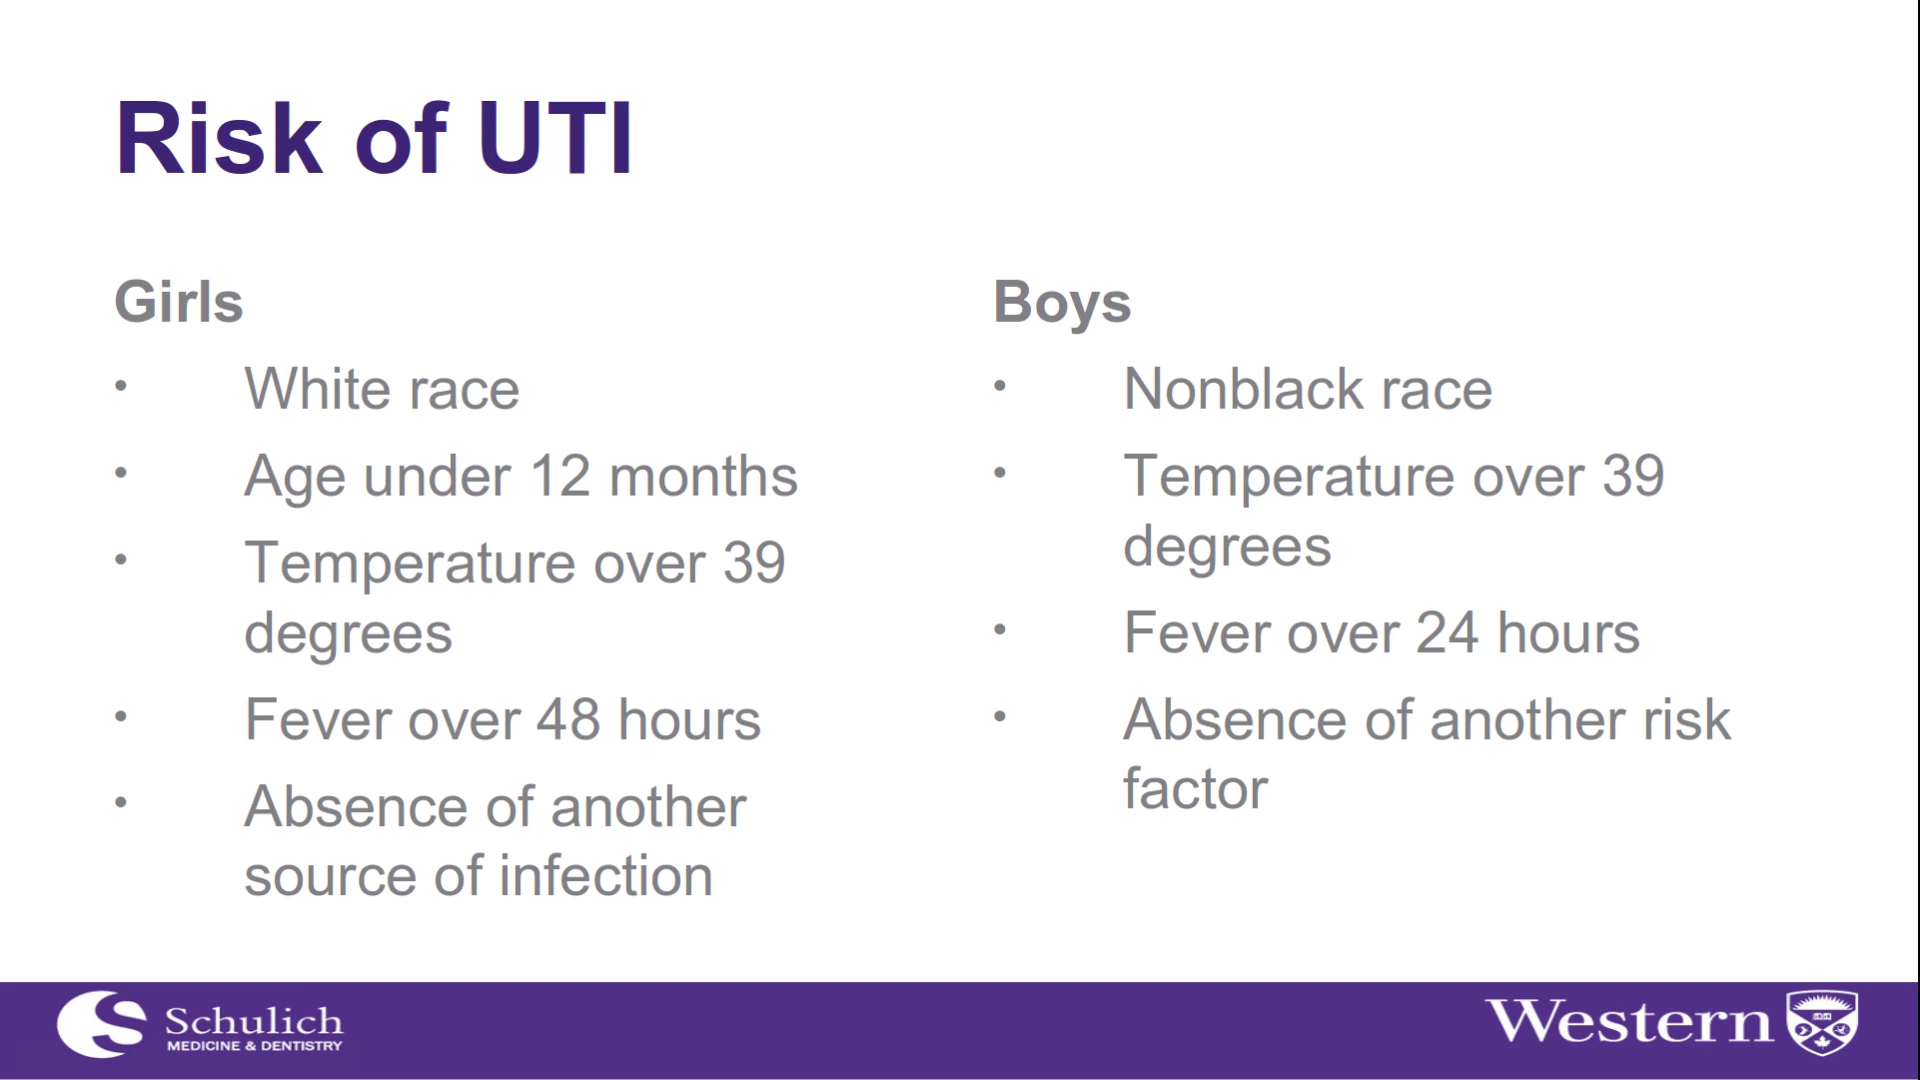 Risk of UTI
Girls
• White race
• Age under 12 months
• Temperature over 39
degrees
• Fever over 48 hours
• Absence of another
source of infection
Boys
• Nonblack race
• Temperature over 39
degrees
• Fever over 24 hours
• Absence of another risk
factor
Schulich
MEDICINE & DENTISTRY
Western